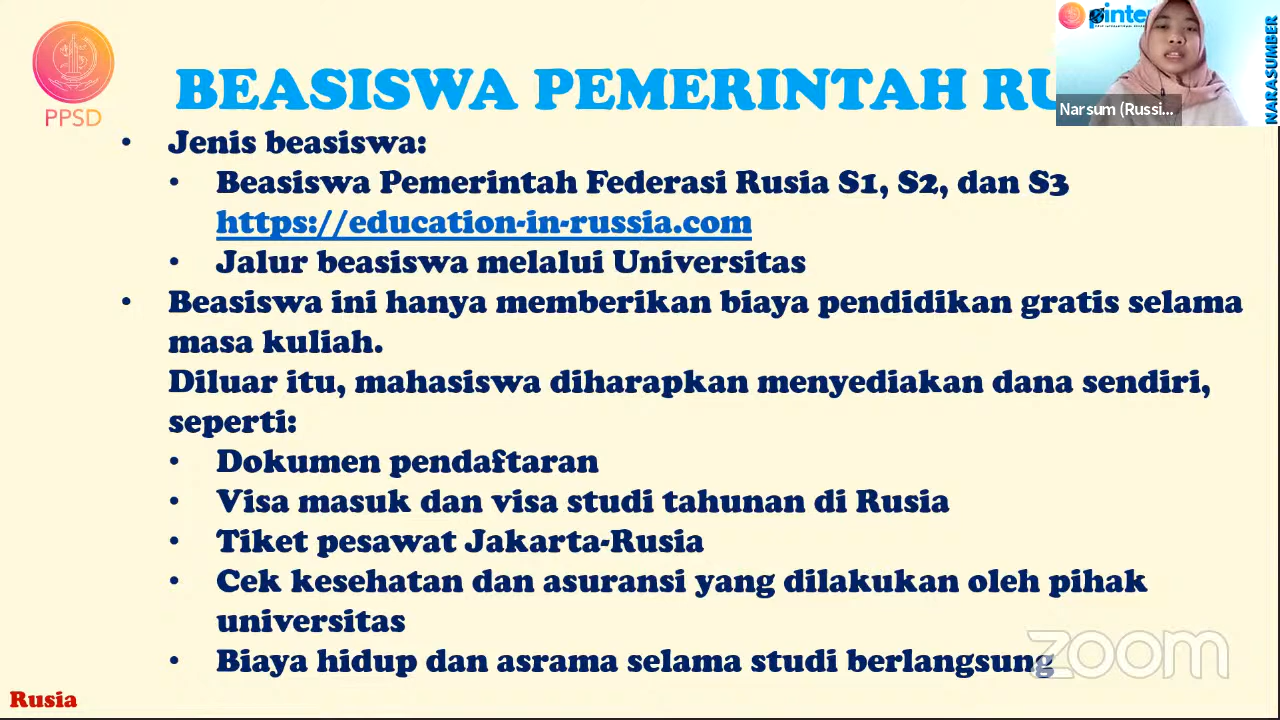 PPSD
BEASISWA PEMERINTAH RU
Jenis beasiswa:
Beasiswa Pemerintah Federasi Rusia S1, S2, dan S3
https://education-in-russia.com
Jalur beasiswa melalui Universitas
Beasiswa ini hanya memberikan biaya pendidikan gratis selama
masa kuliah.
Diluar itu, mahasiswa diharapkan menyediakan dana sendiri,
seperti:
Dokumen pendaftaran
Visa masuk dan visa studi tahunan di Rusia
Tiket pesawat Jakarta-Rusia
Cek kesehatan dan asuransi yang dilakukan oleh pihak
universitas
Biaya hidup dan asrama selama studi berlangsung
Rusia
pinte
Narsum (Russi...
NARASUMBER
zoom